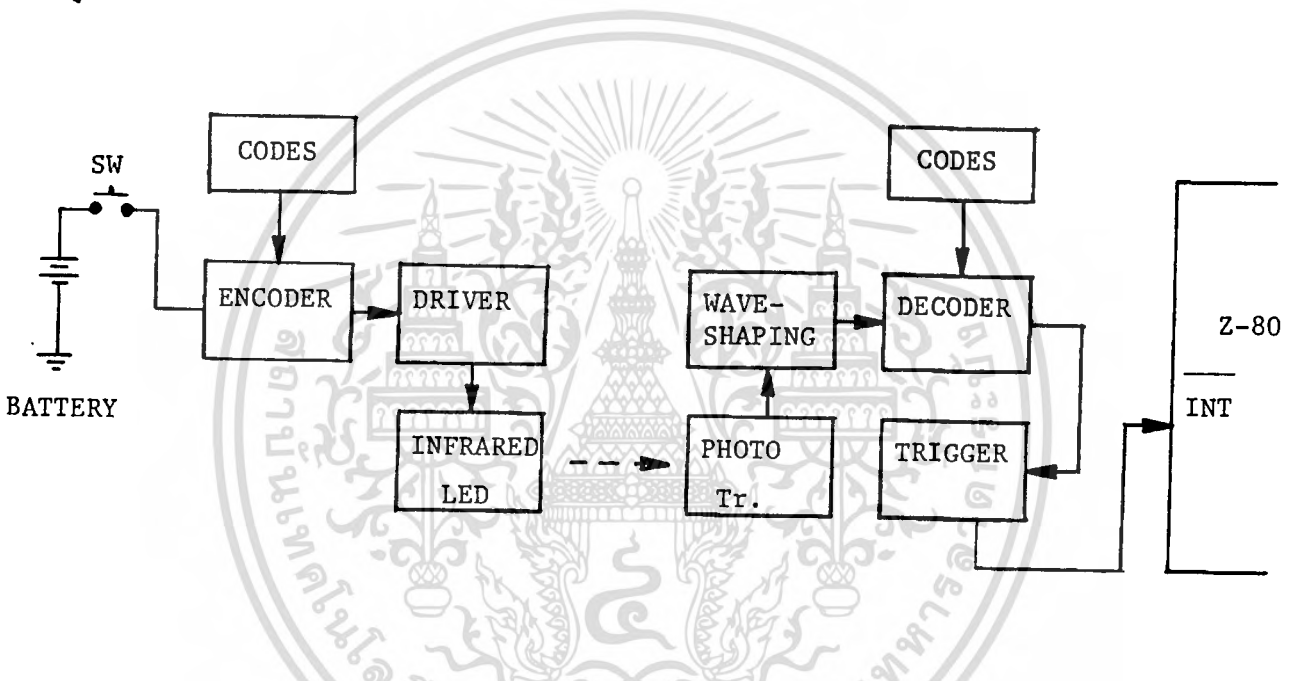 CODES
SW
ENCODER
DRIVER
BATTERY
INFRARED
LED
CODES
WAVE-
SHAPING
DECODER
Z-80
INT
PHOTO
Tr.
TRIGGER